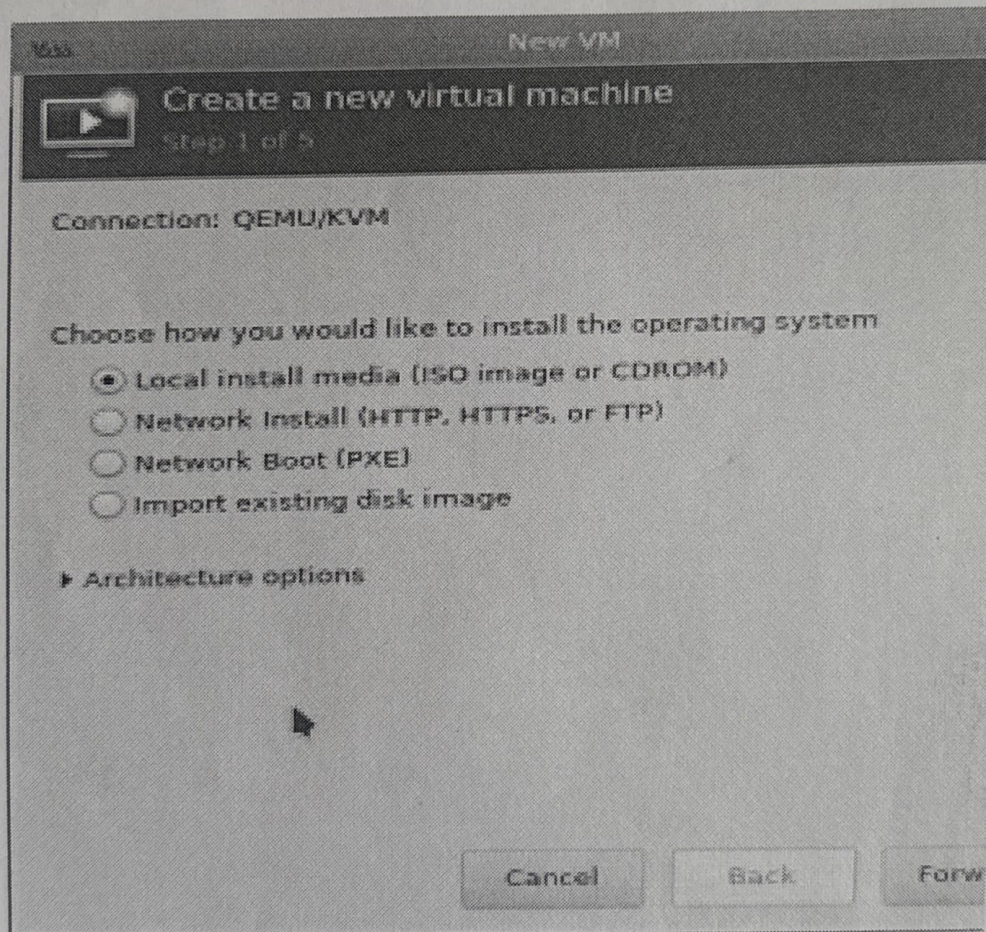 New VM
Create a new virtual machine
Step 1 of 5
Connection: QEMU/KVM
Choose how you would like to install the operating system
Local install media (ISO image or CDROM)
Network Install (HTTP, HTTPS, or FTP)
Network Boot (PXE)
Import existing disk image
Architecture options
Cancel Back Forw